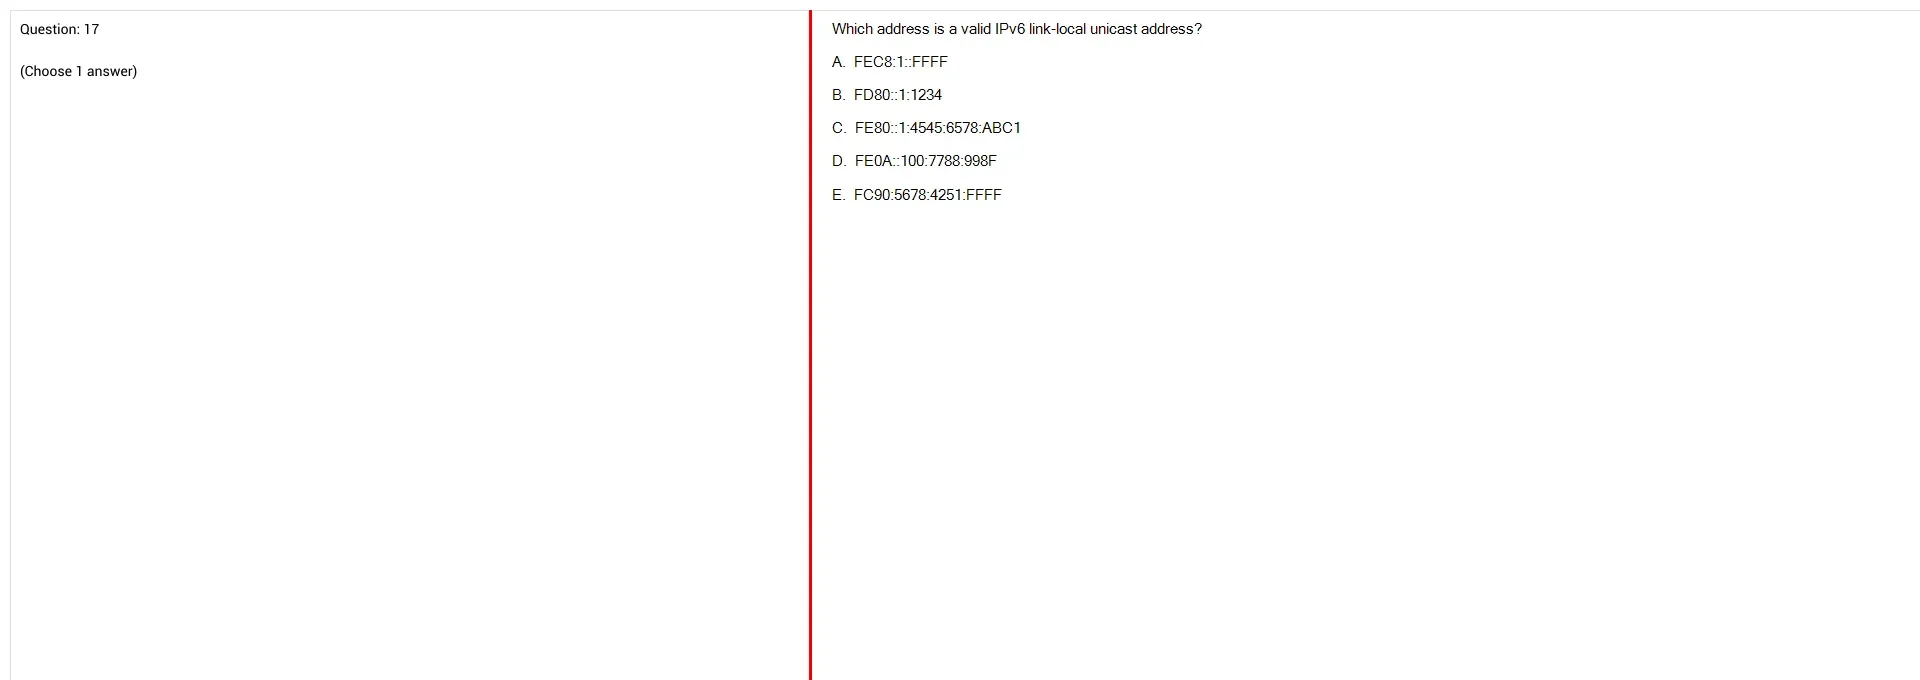 Question: 17
(Choose 1 answer)
Which address is a valid IPv6 link-local unicast address?
A. FEC8:1::FFFF
B. FD80::1:1234
C. FE80::1:4545:6578:ABC1
D. FE0A::100:7788:998F
E. FC90:5678:4251:FFFF